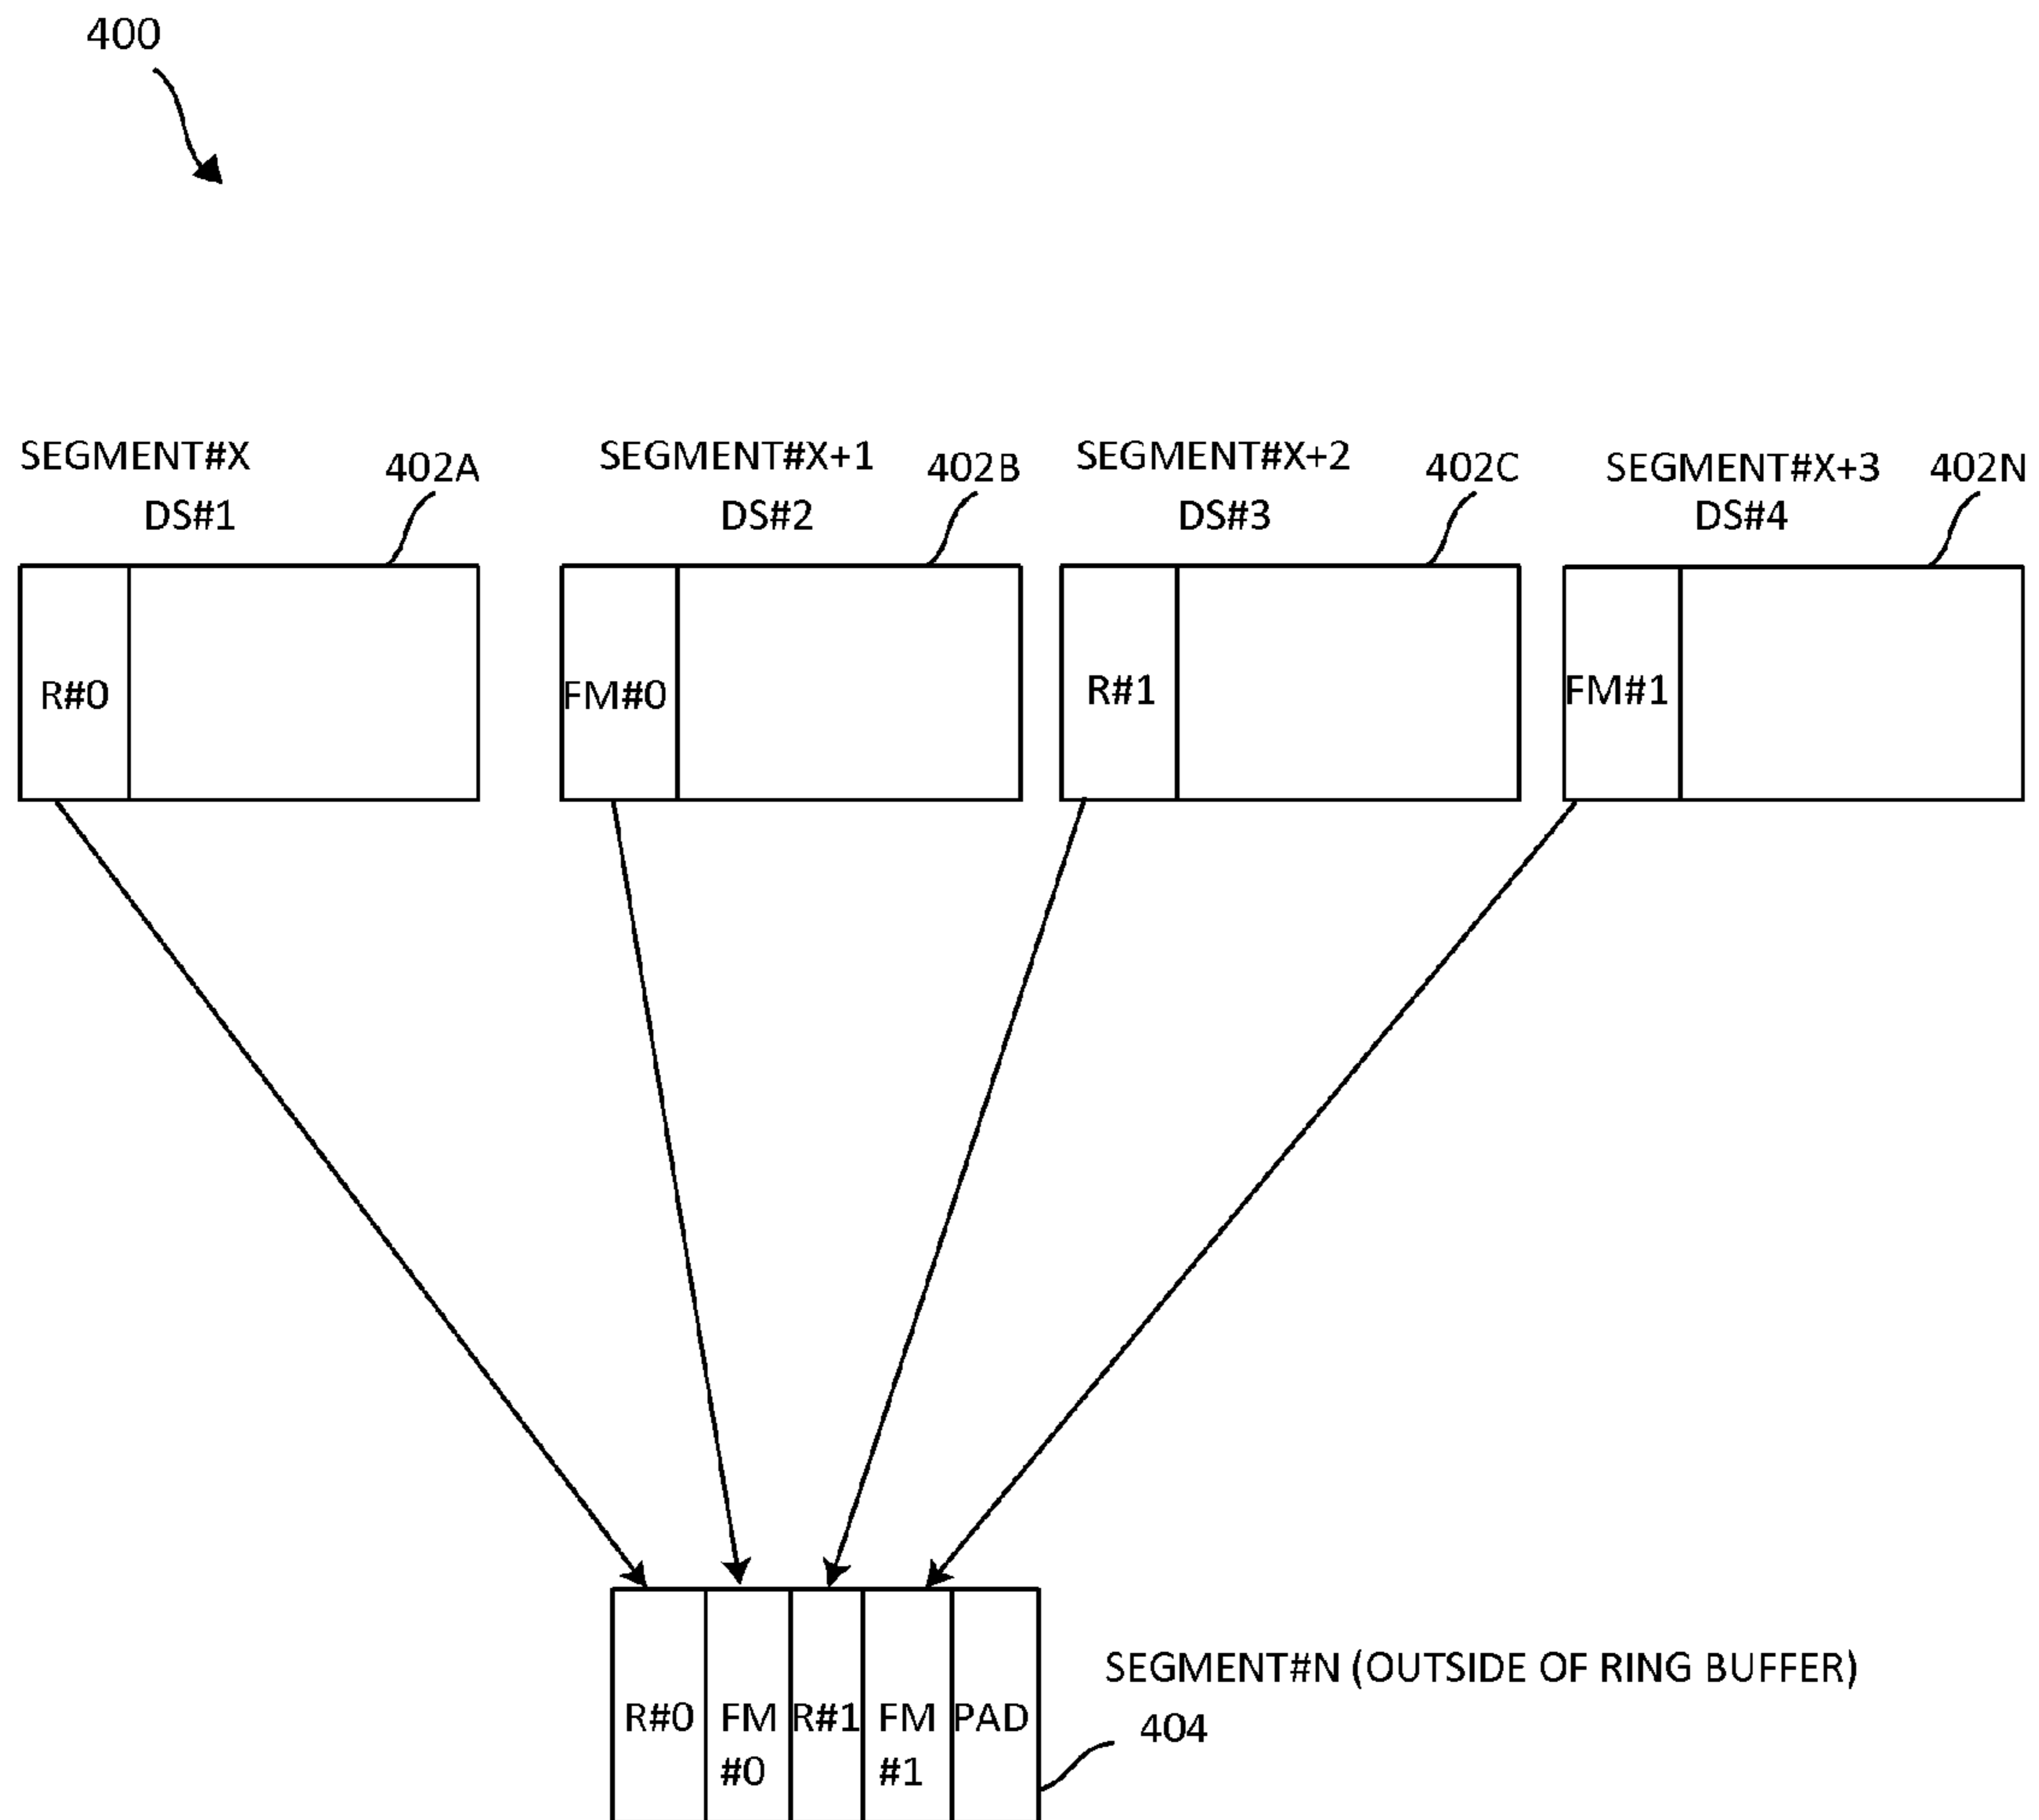 400
SEGMENT#X
DS#1
402A
SEGMENT#X+1
DS#2
402B
SEGMENT#X+2
DS#3
402C
SEGMENT#X+3
DS#4
402N
R#0
FM#0
R#1
FM#1
R#0
FM
#0
R#1
FM
#1
PAD
SEGMENT#N (OUTSIDE OF RING BUFFER)
404